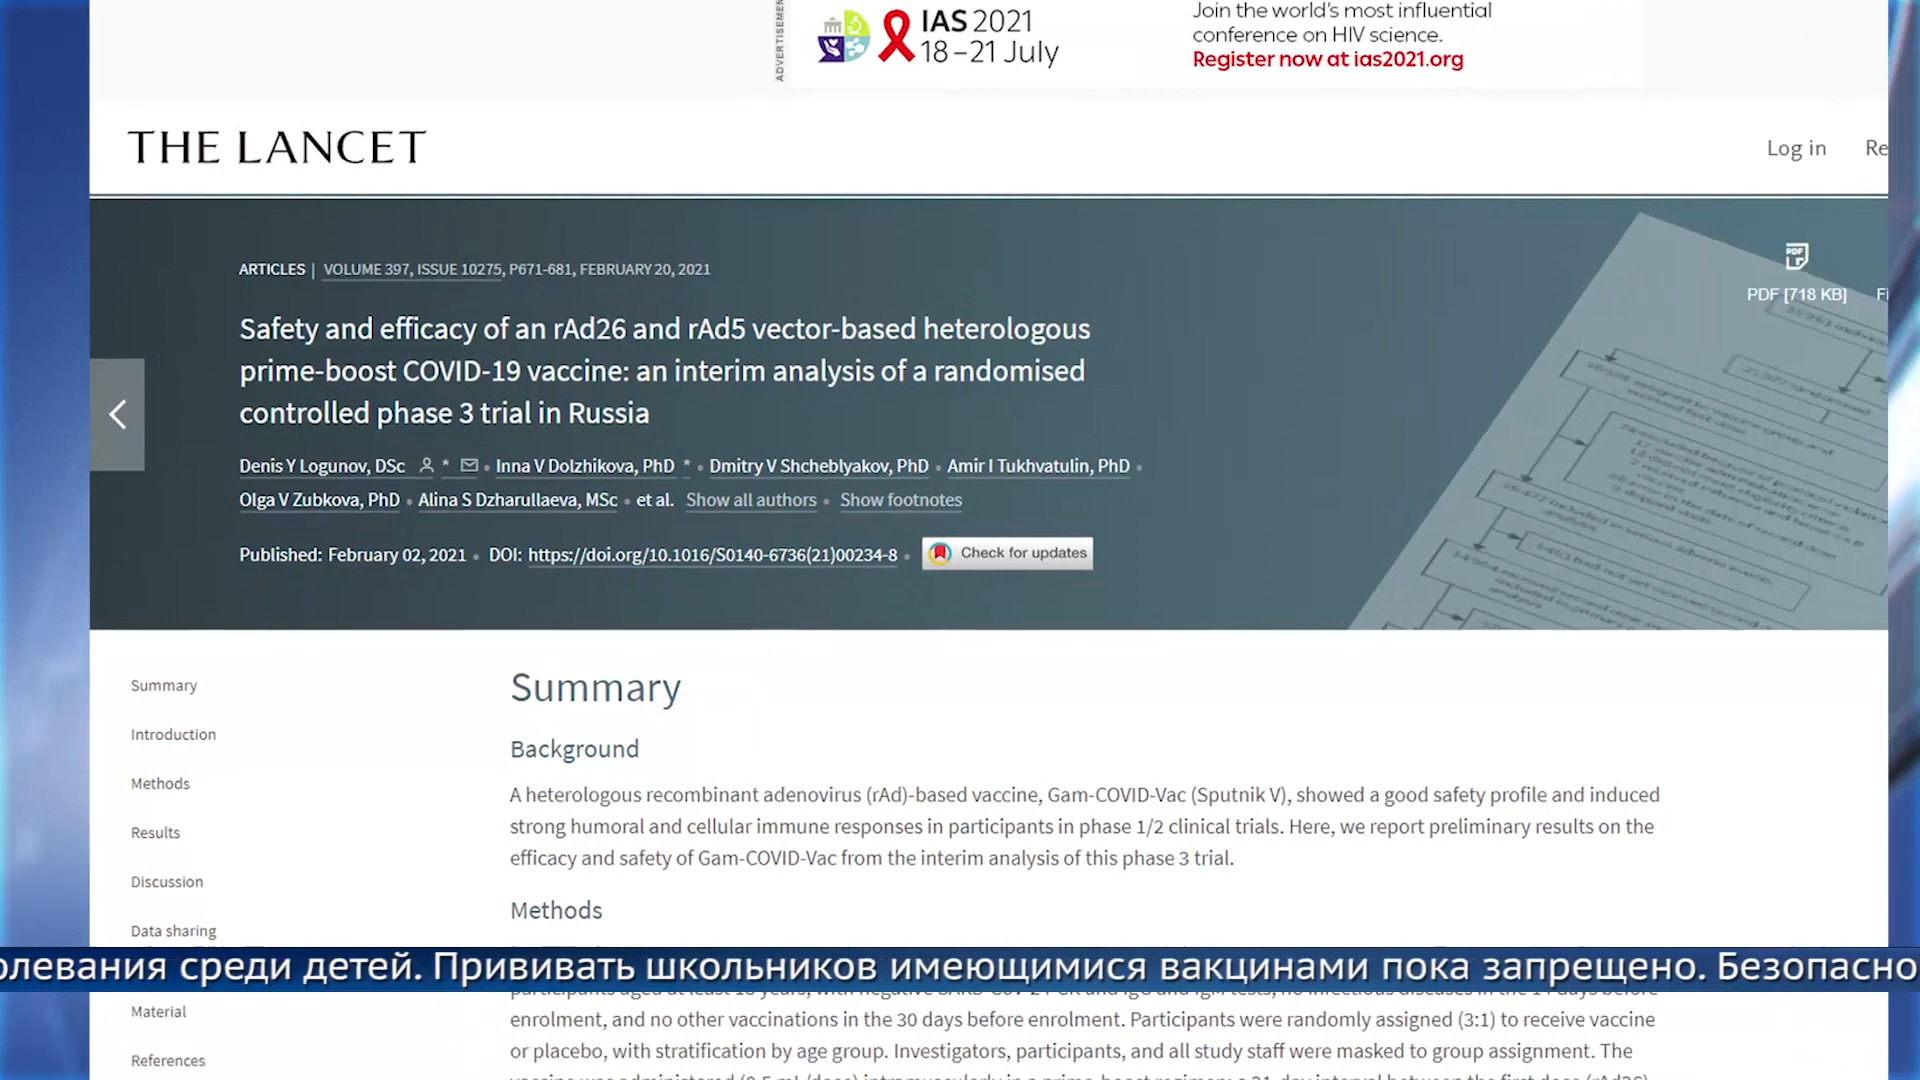 ADVERTISEMEN
IAS 2021
18–21 July
Join the world's most influential
conference on HIV science.
Register now at ias2021.org
THE LANCET
Log in
Re
ARTICLES | VOLUME 397, ISSUE 10275, P671-681, FEBRUARY 20, 2021
PDF [718 KB]
Fi
Safety and efficacy of an rAd26 and rAd5 vector-based heterologous
prime-boost COVID-19 vaccine: an interim analysis of a randomised
controlled phase 3 trial in Russia
Denis Y Logunov, DSc * • Inna V Dolzhikova, PhD * • Dmitry V Shcheblyakov, PhD • Amir I Tukhvatulin, PhD •
Olga V Zubkova, PhD • Alina S Dzharullaeva, MSc • et al. Show all authors • Show footnotes
Published: February 02, 2021 • DOI: https://doi.org/10.1016/S0140-6736(21)00234-8 • Check for updates
Summary
Introduction
Methods
Results
Discussion
Data sharing
Material
References
Summary
Background
A heterologous recombinant adenovirus (rAd)-based vaccine, Gam-COVID-Vac (Sputnik V), showed a good safety profile and induced
strong humoral and cellular immune responses in participants in phase 1/2 clinical trials. Here, we report preliminary results on the
efficacy and safety of Gam-COVID-Vac from the interim analysis of this phase 3 trial.
Methods
олевания среди детей. Прививать школьников имеющимися вакцинами пока запрещено. Безопасно
enrolment, and no other vaccinations in the 30 days before enrolment. Participants were randomly assigned (3:1) to receive vaccine
or placebo, with stratification by age group. Investigators, participants, and all study staff were masked to group assignment. The